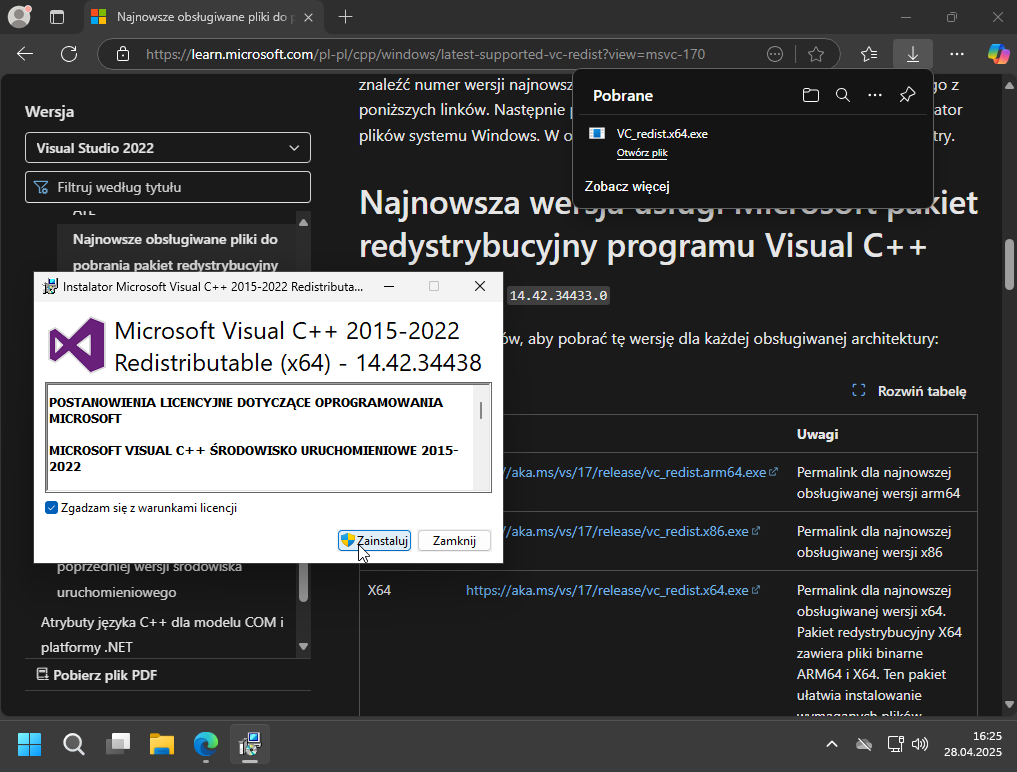 Najnowsze obsługiwane pliki do p
https://learn.microsoft.com/pl-pl/cpp/windows/latest-supported-vc-redist?view=msvc-170
Wersja
Visual Studio 2022
Filtruj według tytułu
ATL
Najnowsze obsługiwane pliki do
pobrania pakiet redystrybucyjny
poprzedniej wersji środowiska
uruchomieniowego
Atrybuty języka C++ dla modelu COM i
platformy .NET
Pobierz plik PDF
znaleźć numer wersji najnowsz
go z
poniższych linków. Następnie
ator
plików systemu Windows. W o
try.
Pobrane
VC_redist.x64.exe
Otwórz plik
Zobacz więcej
Najnowsza wersja usługi Microsoft pakiet
redystrybucyjny programu Visual C++
14.42.34433.0
ów, aby pobrać tę wersję dla każdej obsługiwanej architektury:
Rozwiń tabelę
Uwagi
//aka.ms/vs/17/release/vc_redist.arm64.exe
Permalink dla najnowszej
obsługiwanej wersji arm64
//aka.ms/vs/17/release/vc_redist.x86.exe
Permalink dla najnowszej
obsługiwanej wersji x86
X64
https://aka.ms/vs/17/release/vc_redist.x64.exe
Permalink dla najnowszej
obsługiwanej wersji x64.
Pakiet redystrybucyjny X64
zawiera pliki binarne
ARM64 i X64. Ten pakiet
ułatwia instalowanie
wymaganych plików
Instalator Microsoft Visual C++ 2015-2022 Redistributa...
Microsoft Visual C++ 2015-2022
Redistributable (x64) - 14.42.34438
POSTANOWIENIA LICENCYJNE DOTYCZĄCE OPROGRAMOWANIA
MICROSOFT
MICROSOFT VISUAL C++ ŚRODOWISKO URUCHOMIENIOWE 2015-
2022
Zgadzam się z warunkami licencji
Zainstaluj
Zamknij
16:25
28.04.2025